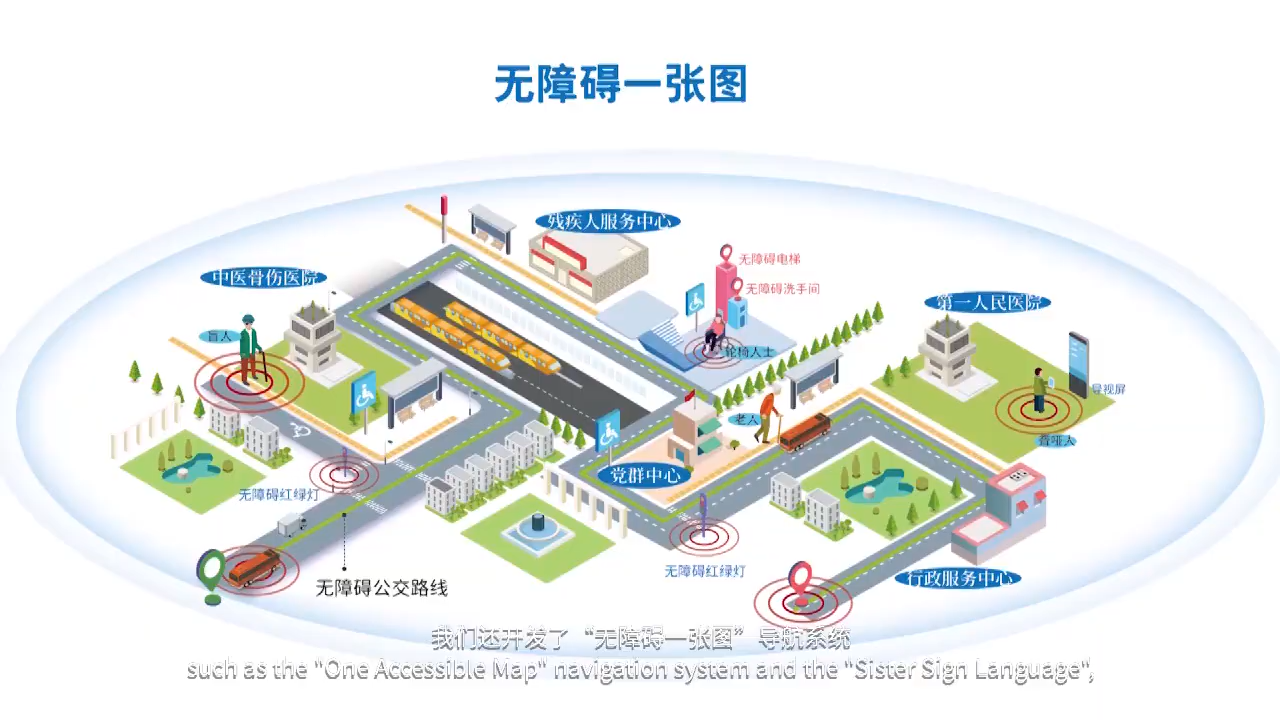 无障碍一张图
残疾人服务中心
无障碍电梯
中医骨伤医院
无障碍洗手间
第一人民医院
盲人
轮椅人士
导视屏
老人
聋哑人
党群中心
无障碍红绿灯
无障碍红绿灯
行政服务中心
无障碍公交路线
我们还开发了“无障碍一张图”导航系统
such as the "One Accessible Map" navigation system and the "Sister Sign Language",